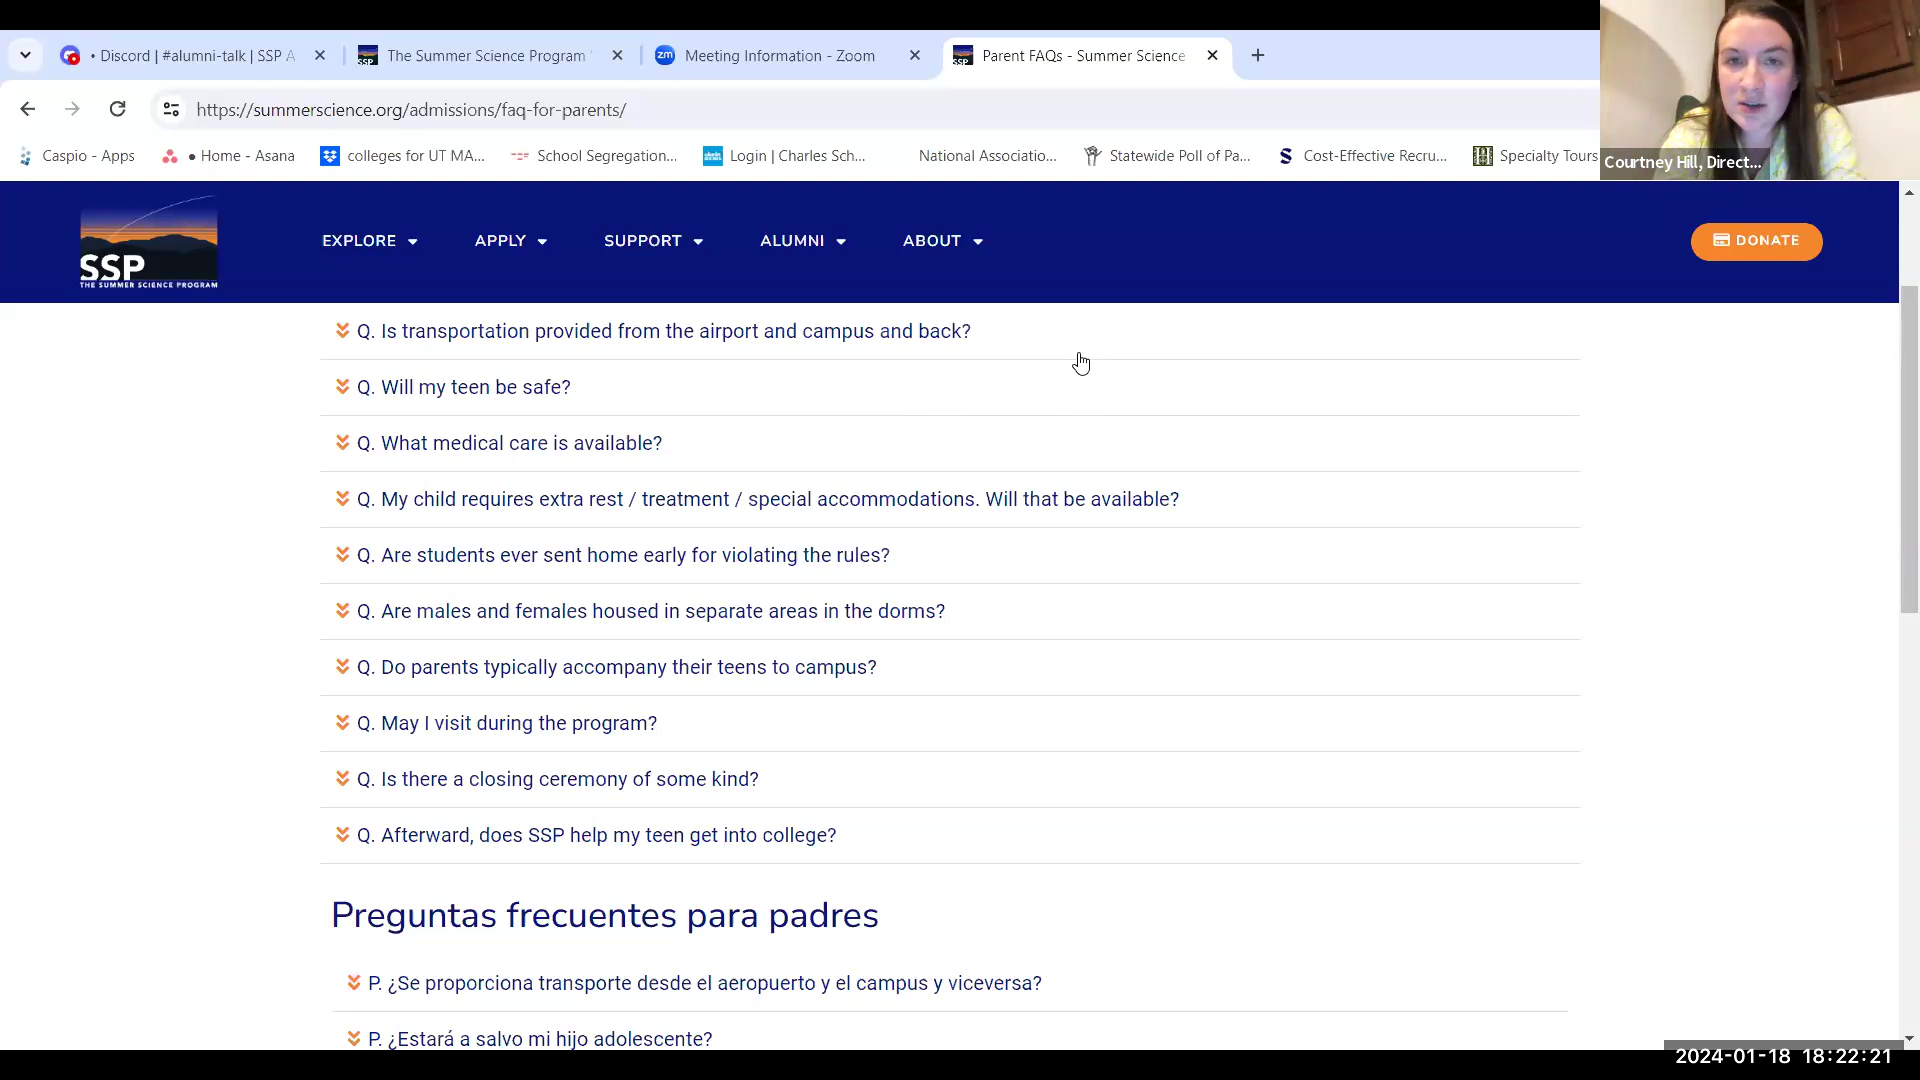 • Discord | #alumni-talk | SSP A
The Summer Science Program
Meeting Information - Zoom
Parent FAQs - Summer Science
https://summerscience.org/admissions/faq-for-parents/
Caspio - Apps
• Home - Asana
colleges for UT MA...
School Segregation...
Login | Charles Sch...
National Associatio...
Statewide Poll of Pa...
Cost-Effective Recru...
Specialty Tours
Courtney Hill, Direct...
SSP
THE SUMMER SCIENCE PROGRAM
EXPLORE
APPLY
SUPPORT
ALUMNI
ABOUT
DONATE
Q. Is transportation provided from the airport and campus and back?
Q. Will my teen be safe?
Q. What medical care is available?
Q. My child requires extra rest / treatment / special accommodations. Will that be available?
Q. Are students ever sent home early for violating the rules?
Q. Are males and females housed in separate areas in the dorms?
Q. Do parents typically accompany their teens to campus?
Q. May I visit during the program?
Q. Is there a closing ceremony of some kind?
Q. Afterward, does SSP help my teen get into college?
Preguntas frecuentes para padres
P. ¿Se proporciona transporte desde el aeropuerto y el campus y viceversa?
P. ¿Estará a salvo mi hijo adolescente?
2024-01-18 18:22:21